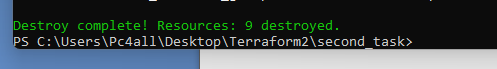 Destroy complete! Resources: 9 destroyed.
PS C:\Users\Pc4all\Desktop\Terraform2\second_task>